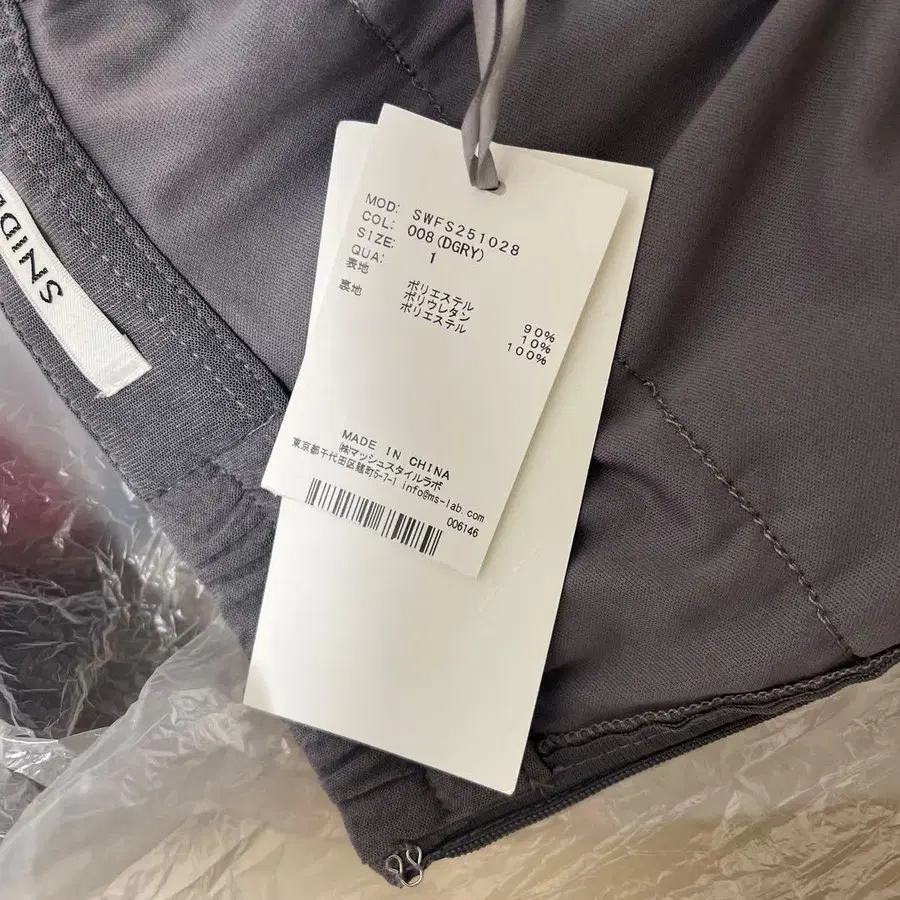 SNIDE
MOD: SWFS251028
COL: 008(DGRY)
SIZE: 1
QUA:
表地 ポリエステル 90%
ポリウレタン 10%
裏地 ポリエステル 100%
MADE IN CHINA
㈱マッシュスタイルラボ
東京都千代田区麹町5-7-1 info@ms-lab.com
006146